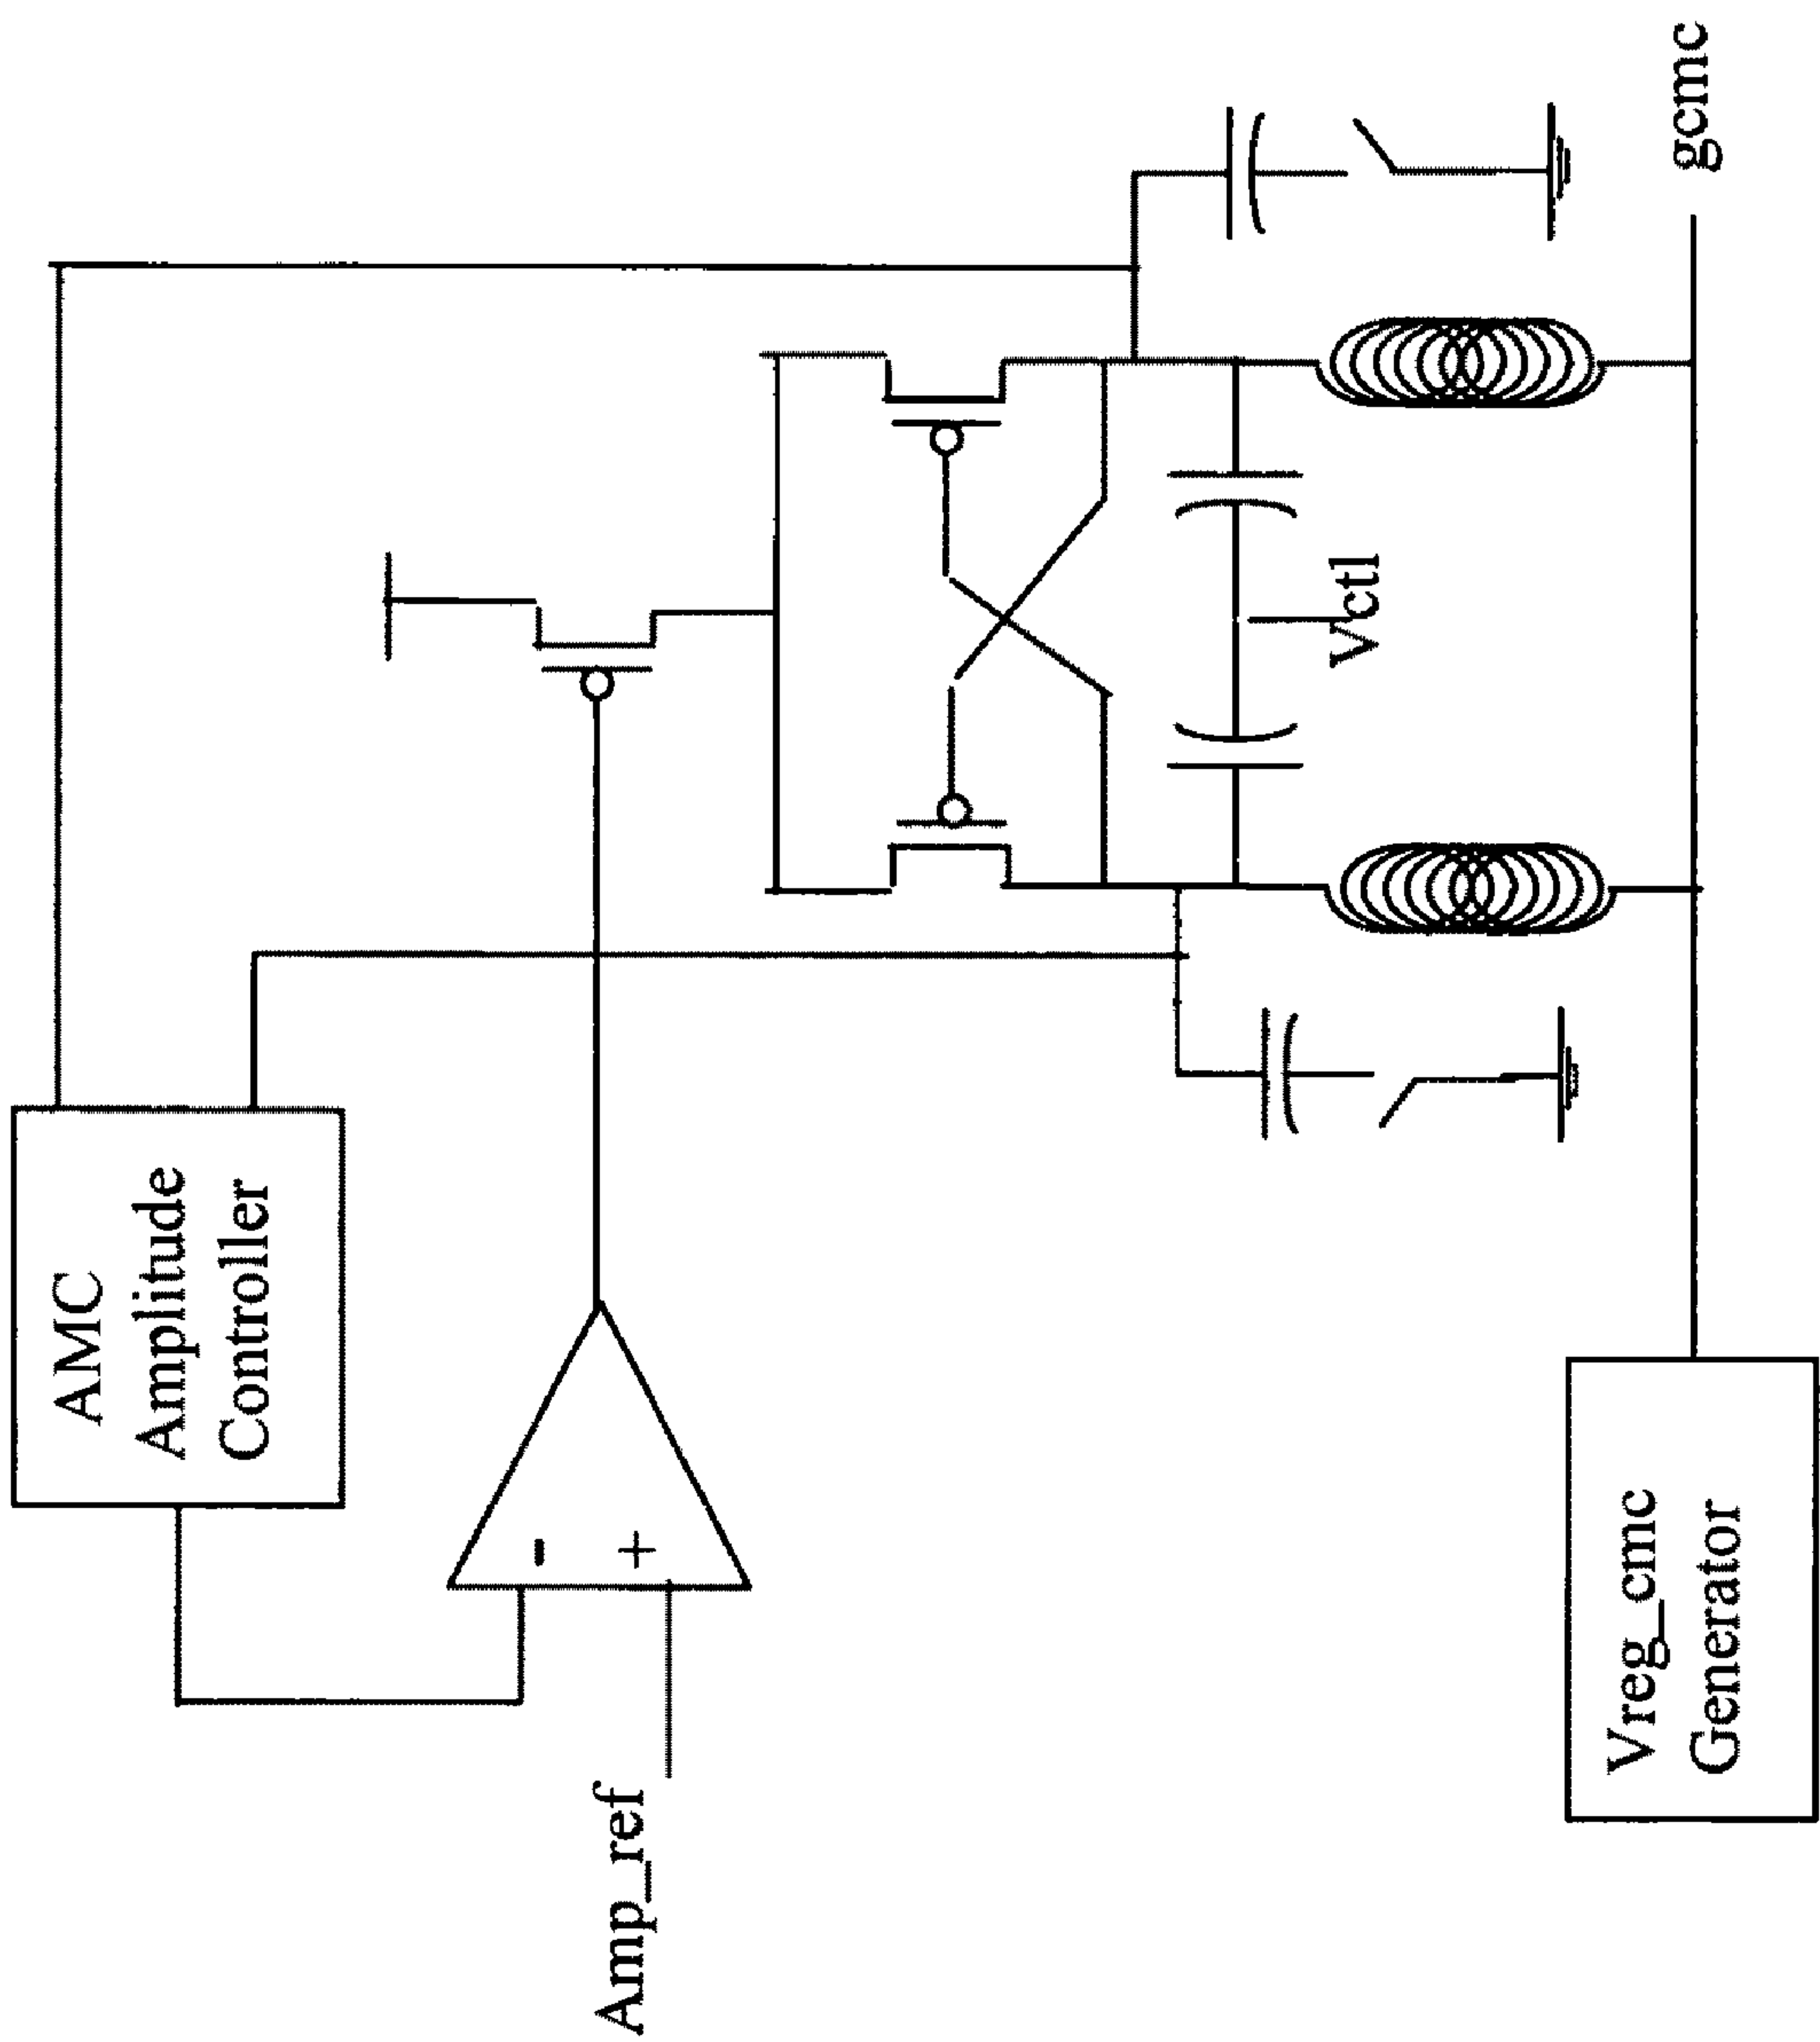 AMC
Amplitude
Controller
-
+
Amp_ref
Vctl
Vreg_cmc
Generator
gcmc